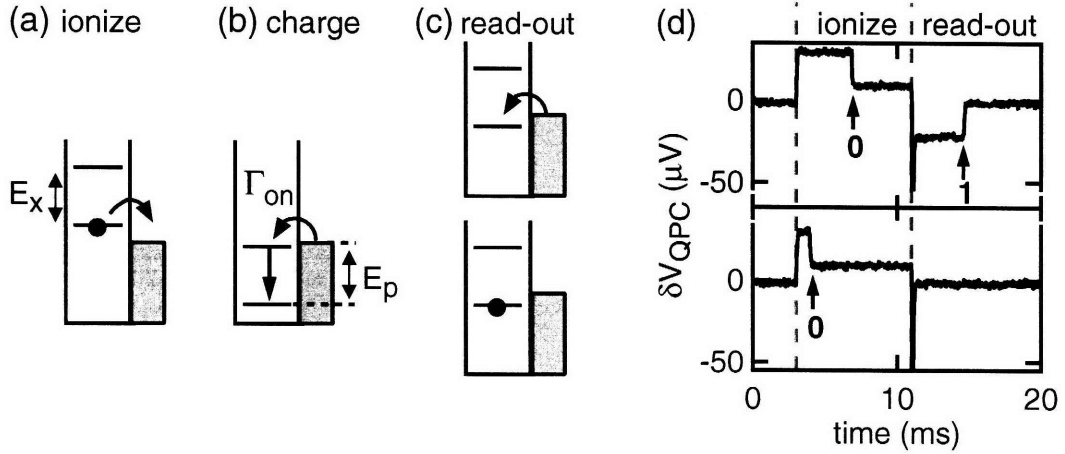 (a) ionize
(b) charge
(c) read-out
(d)
ionize
read-out
Eₓ
Γₒₙ
Eₚ
0
1
0
-50
0
0
-50
δV_QPC (μV)
0
10
20
time (ms)